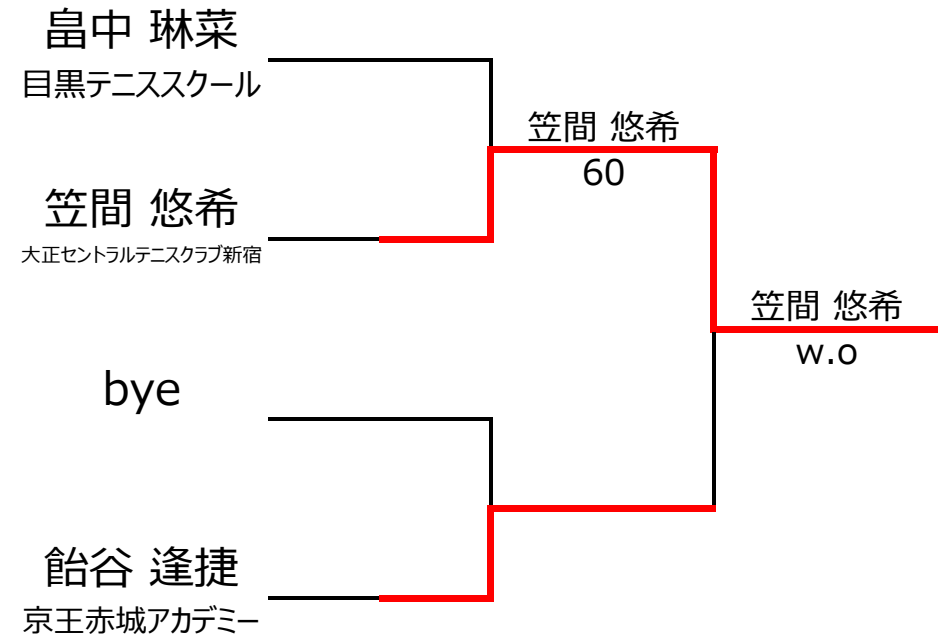 畠中 琳菜
目黒テニススクール
笠間 悠希
60
笠間 悠希
大正セントラルテニスクラブ新宿
笠間 悠希
w.o
bye
飴谷 逢捷
京王赤城アカデミー